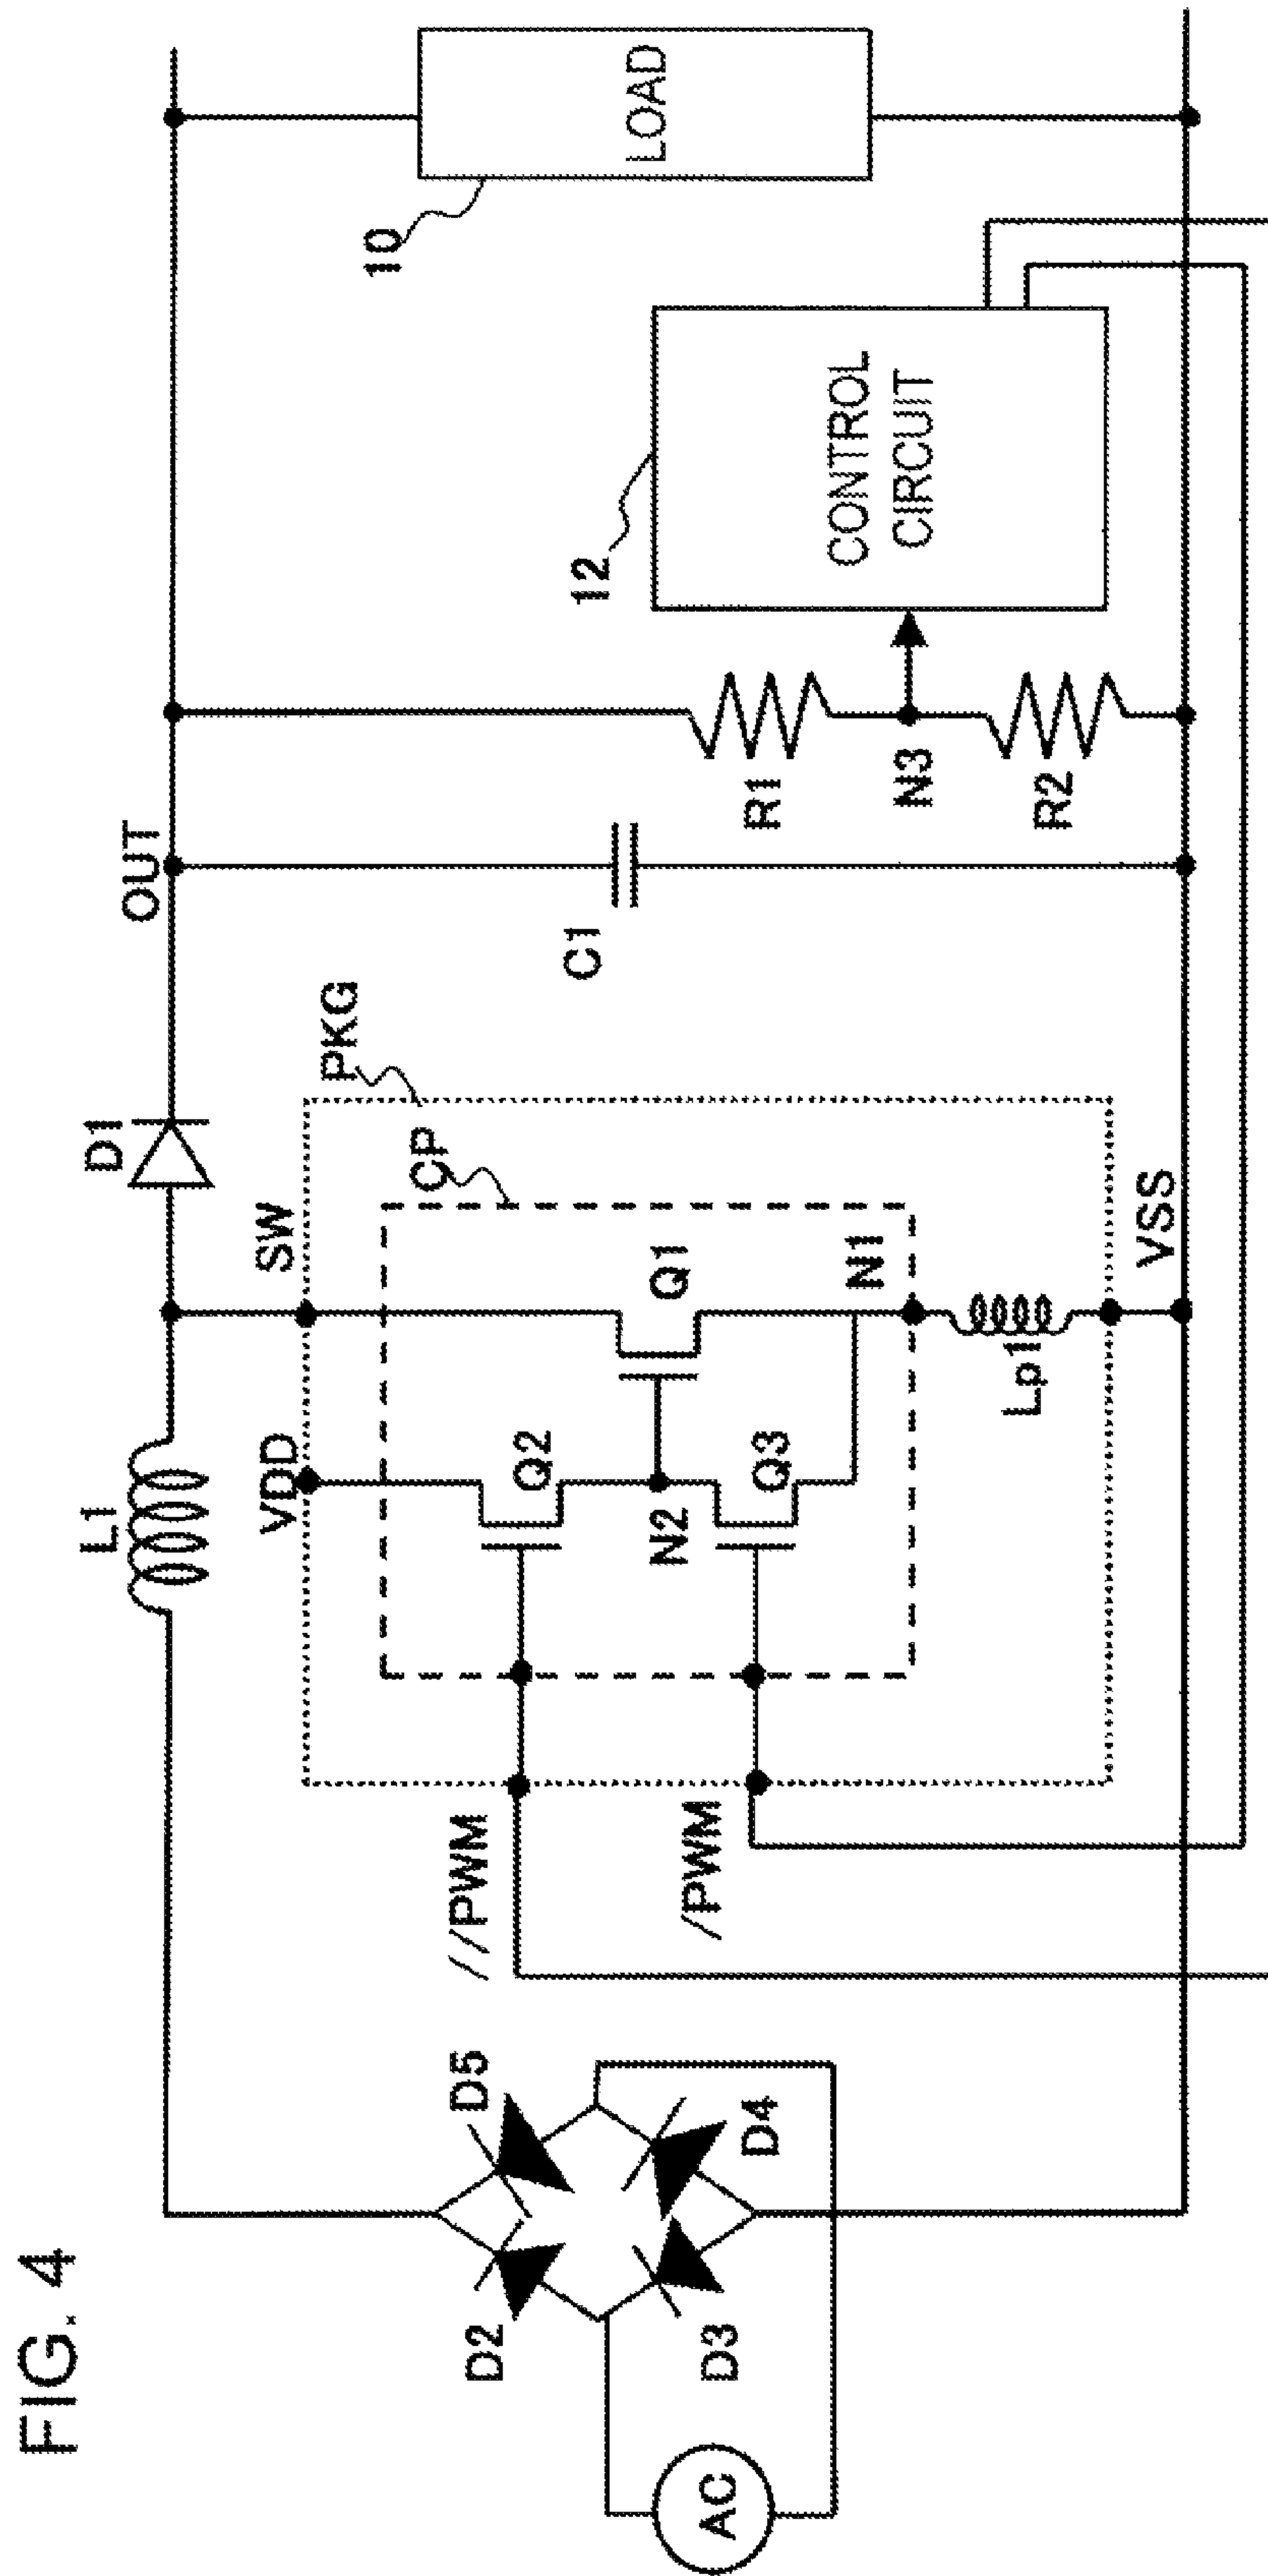 FIG. 4
L1
D1
OUT
SW
VDD
PKG
CP
10
LOAD
Q1
Q2
N2
Q3
N1
Lp1
VSS
C1
R1
N3
R2
12
CONTROL
CIRCUIT
//PWM
/PWM
D5
D2
D4
D3
AC